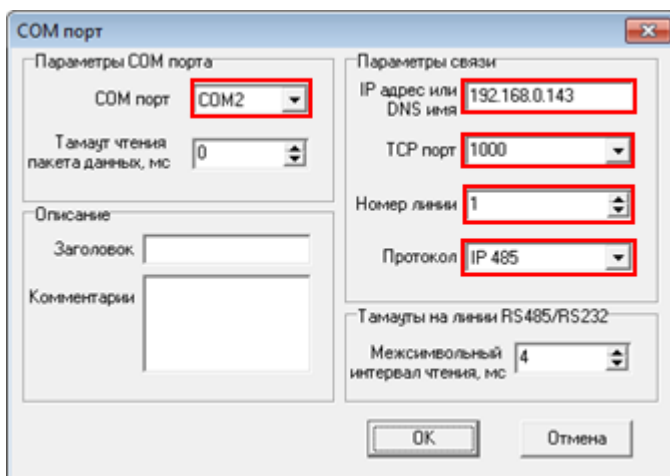 COM порт
Параметры COM порта
COM порт COM2
Тамаут чтения
пакета данных, мс 0
Описание
Заголовок
Комментарии
Параметры связи
IP адрес или
DNS имя 192.168.0.143
TCP порт 1000
Номер линии 1
Протокол IP 485
Тамауты на линии RS485/RS232
Межсимвольный
интервал чтения, мс 4
OK Отмена